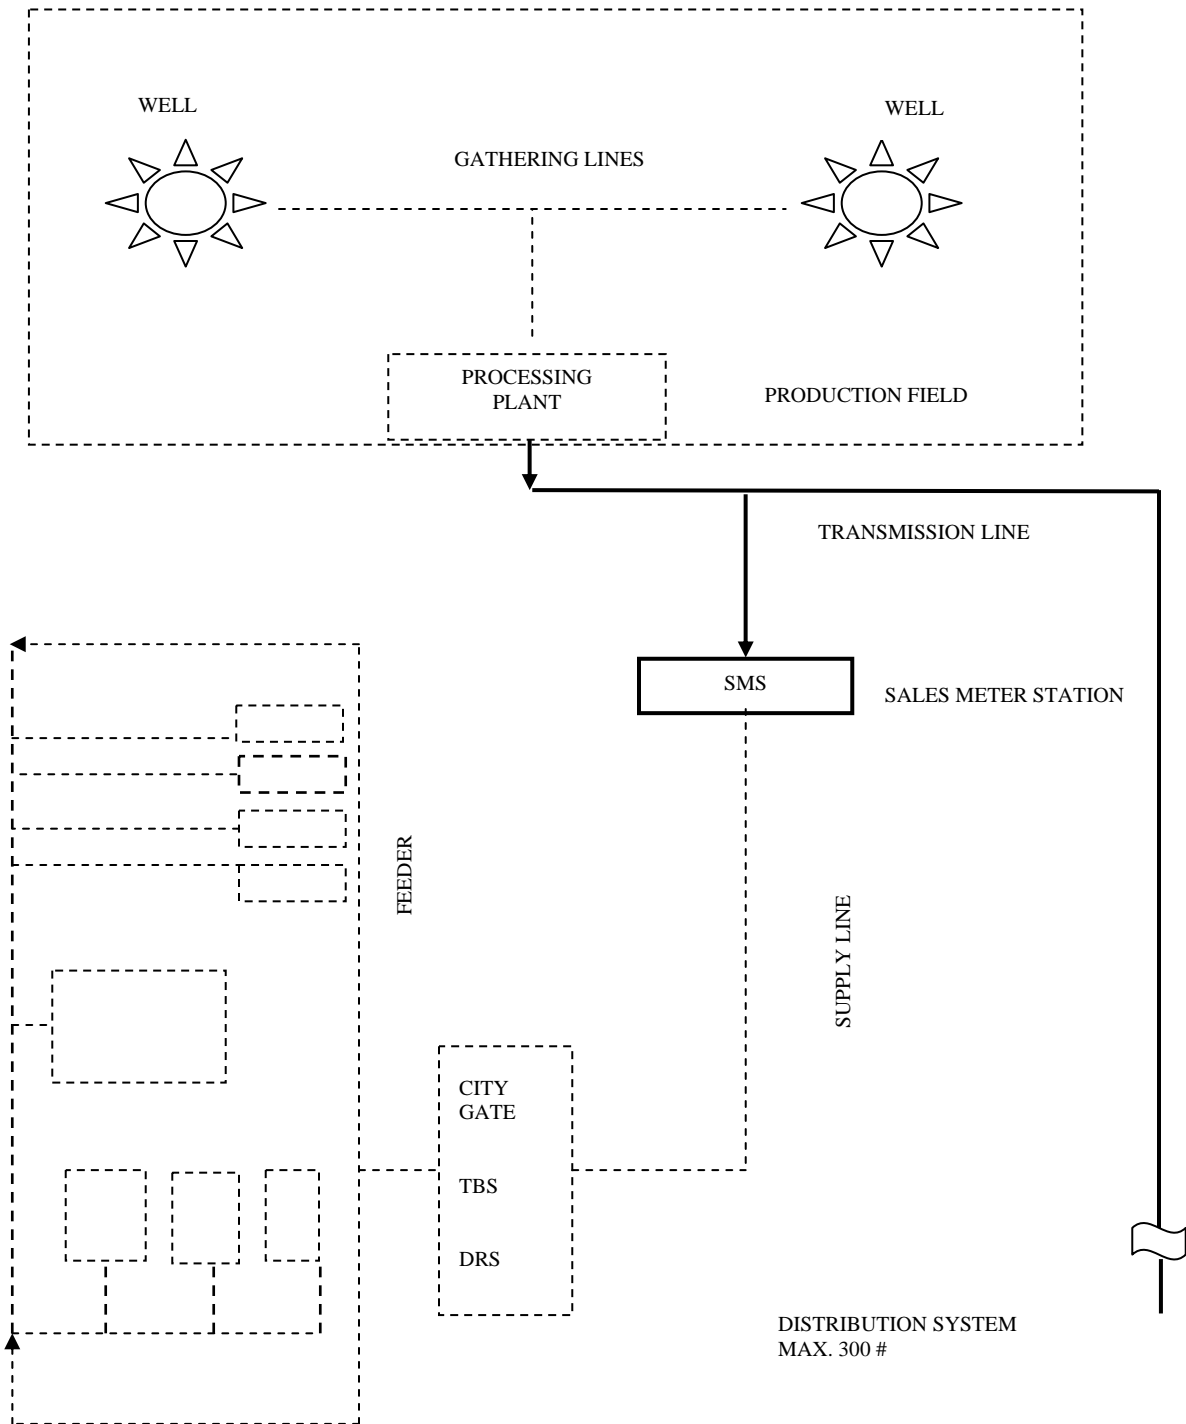 WELL
WELL
GATHERING LINES
PROCESSING
PLANT
PRODUCTION FIELD
TRANSMISSION LINE
SMS
SALES METER STATION
FEEDER
SUPPLY LINE
CITY
GATE
TBS
DRS
DISTRIBUTION SYSTEM
MAX. 300 #